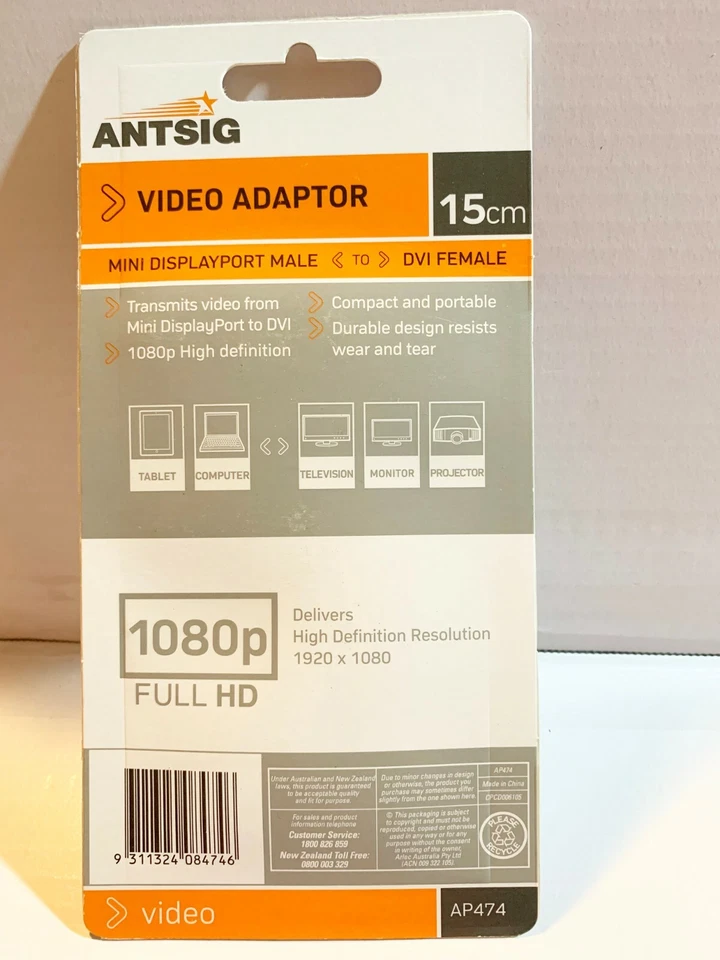 ANTSIG
VIDEO ADAPTOR
15cm
MINI DISPLAYPORT MALE < TO > DVI FEMALE
Transmits video from
Mini DisplayPort to DVI
1080p High definition
Compact and portable
Durable design resists
wear and tear
TABLET
COMPUTER
TELEVISION
MONITOR
PROJECTOR
1080p
FULL HD
Delivers
High Definition Resolution
1920 x 1080
9 311324 084746
Under Australian and New Zealand
laws, this product is guaranteed
to be acceptable quality
and fit for purpose.
For sales and product
information telephone
Customer Service:
1800 826 859
New Zealand Toll Free:
0800 003 329
Due to minor changes in design
or otherwise, the product you
purchase may sometimes differ
slightly from the one shown here.
© This packaging is subject
to copyright and must not be
reproduced, copied or otherwise
used in any way or for any
purpose without the consent
in writing of the owner,
Artec Australia Pty Ltd
(ACN 009 322 105).
AP474
Made in China
OPCD006105
PLEASE
RECYCLE
video
AP474